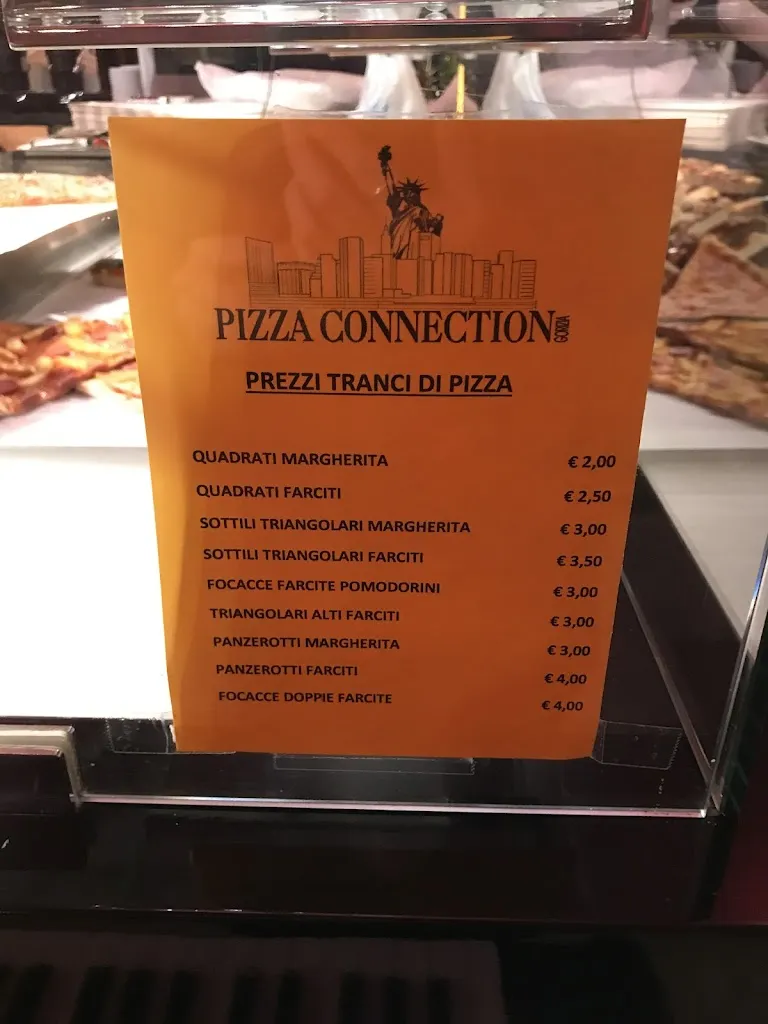 PIZZA CONNECTION GORIZIA
PREZZI TRANCI DI PIZZA
QUADRATI MARGHERITA € 2,00
QUADRATI FARCITI € 2,50
SOTTILI TRIANGOLARI MARGHERITA € 3,00
SOTTILI TRIANGOLARI FARCITI € 3,50
FOCACCE FARCITE POMODORINI € 3,00
TRIANGOLARI ALTI FARCITI € 3,00
PANZEROTTI MARGHERITA € 3,00
PANZEROTTI FARCITI € 4,00
FOCACCE DOPPIE FARCITE € 4,00